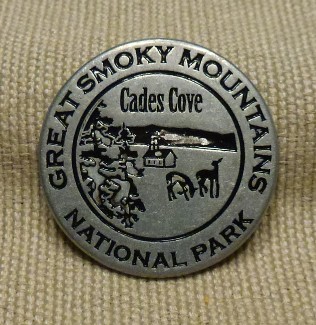 GREAT SMOKY MOUNTAINS
Cades Cove
NATIONAL PARK